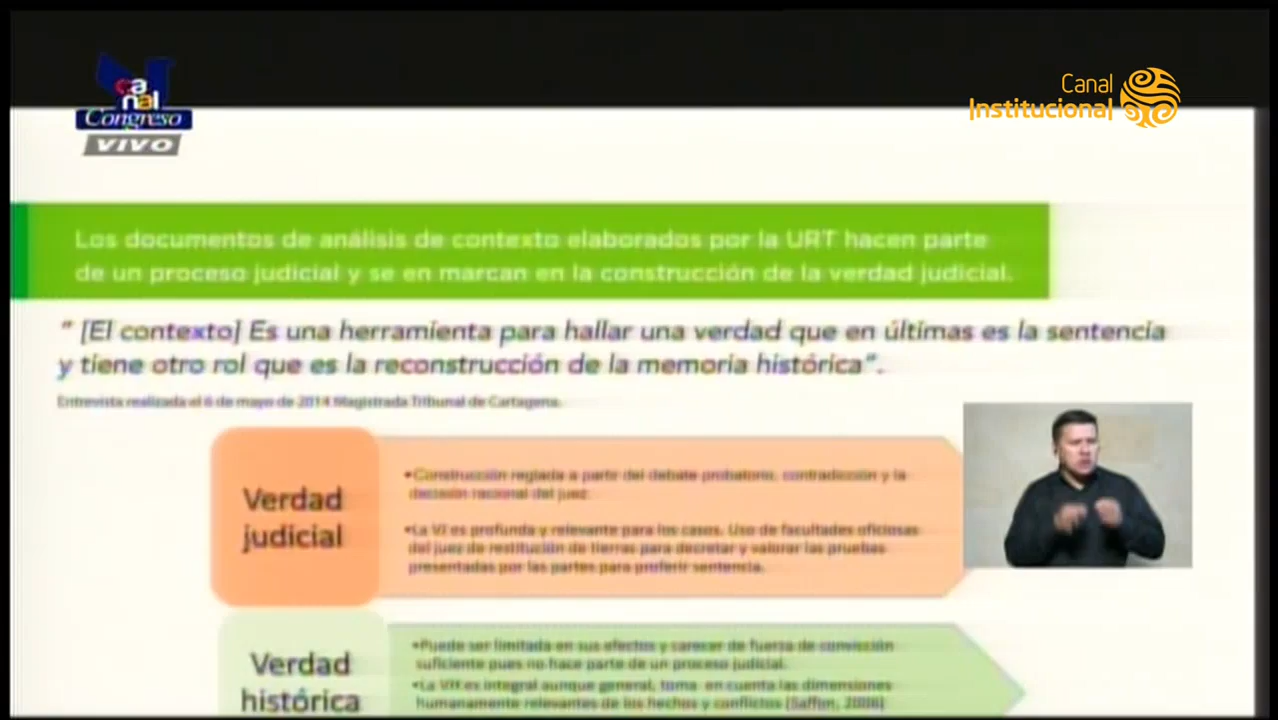 Canal
Congreso
VIVO
Canal
Institucional
Los documentos de análisis de contexto elaborados por la URT hacen parte
de un proceso judicial y se en marcan en la construcción de la verdad judicial.
" [El contexto] Es una herramienta para hallar una verdad que en últimas es la sentencia
y tiene otro rol que es la reconstrucción de la memoria histórica".
Entrevista realizada el 6 de mayo de 2014 Magistrada Tribunal de Cartagena.
Verdad
judicial
•Construcción reglada a partir del debate probatorio, contradicción y la
decisión racional del juez
•La VJ es profunda y relevante para los casos. Uso de facultades oficiosas
del juez de restitución de tierras para decretar y valorar las pruebas
presentadas por las partes para proferir sentencia.
Verdad
histórica
•Puede ser limitada en sus efectos y carecer de fuerza de convicción
suficiente pues no hace parte de un proceso judicial.
•La VH es integral aunque general, toma en cuenta las dimensiones
humanamente relevantes de los hechos y conflictos (Saffon, 2006)